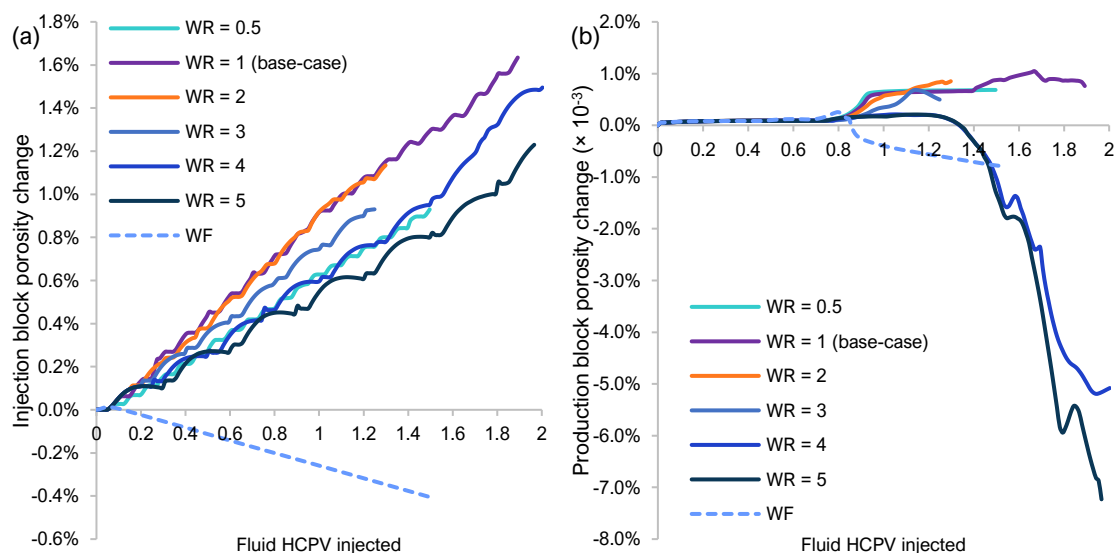 (a)
Injection block porosity change
1.8%
1.6%
1.4%
1.2%
1.0%
0.8%
0.6%
0.4%
0.2%
0.0%
-0.2%
-0.4%
-0.6%
WR = 0.5
WR = 1 (base-case)
WR = 2
WR = 3
WR = 4
WR = 5
WF
0 0.2 0.4 0.6 0.8 1 1.2 1.4 1.6 1.8 2
Fluid HCPV injected
(b)
Production block porosity change (× 10⁻³)
2.0%
1.0%
0.0%
-1.0%
-2.0%
-3.0%
-4.0%
-5.0%
-6.0%
-7.0%
-8.0%
0 0.2 0.4 0.6 0.8 1 1.2 1.4 1.6 1.8 2
WR = 0.5
WR = 1 (base-case)
WR = 2
WR = 3
WR = 4
WR = 5
WF
Fluid HCPV injected